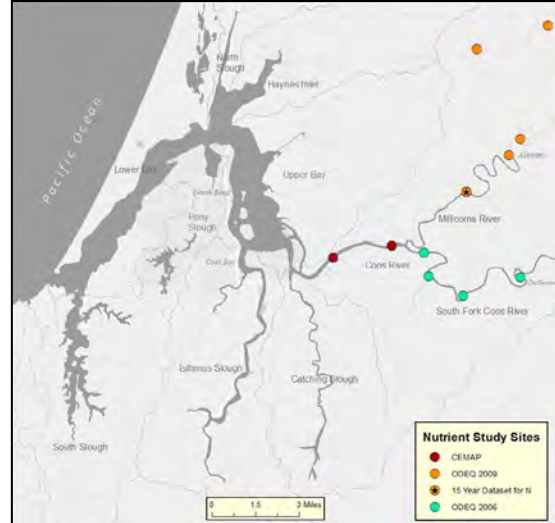 North
Slough
Haynes Inlet
Pacific Ocean
Lower Bay
Upper Bay
North Bend
Pony
Slough
Millicoma River
Coos Bay
Coos River
South Fork Coos River
Isthmus Slough
Catching Slough
South Slough
Nutrient Study Sites
CEMAP
ODEQ 2009
15 Year Dataset for N
ODEQ 2006
0 1.5 3 Miles